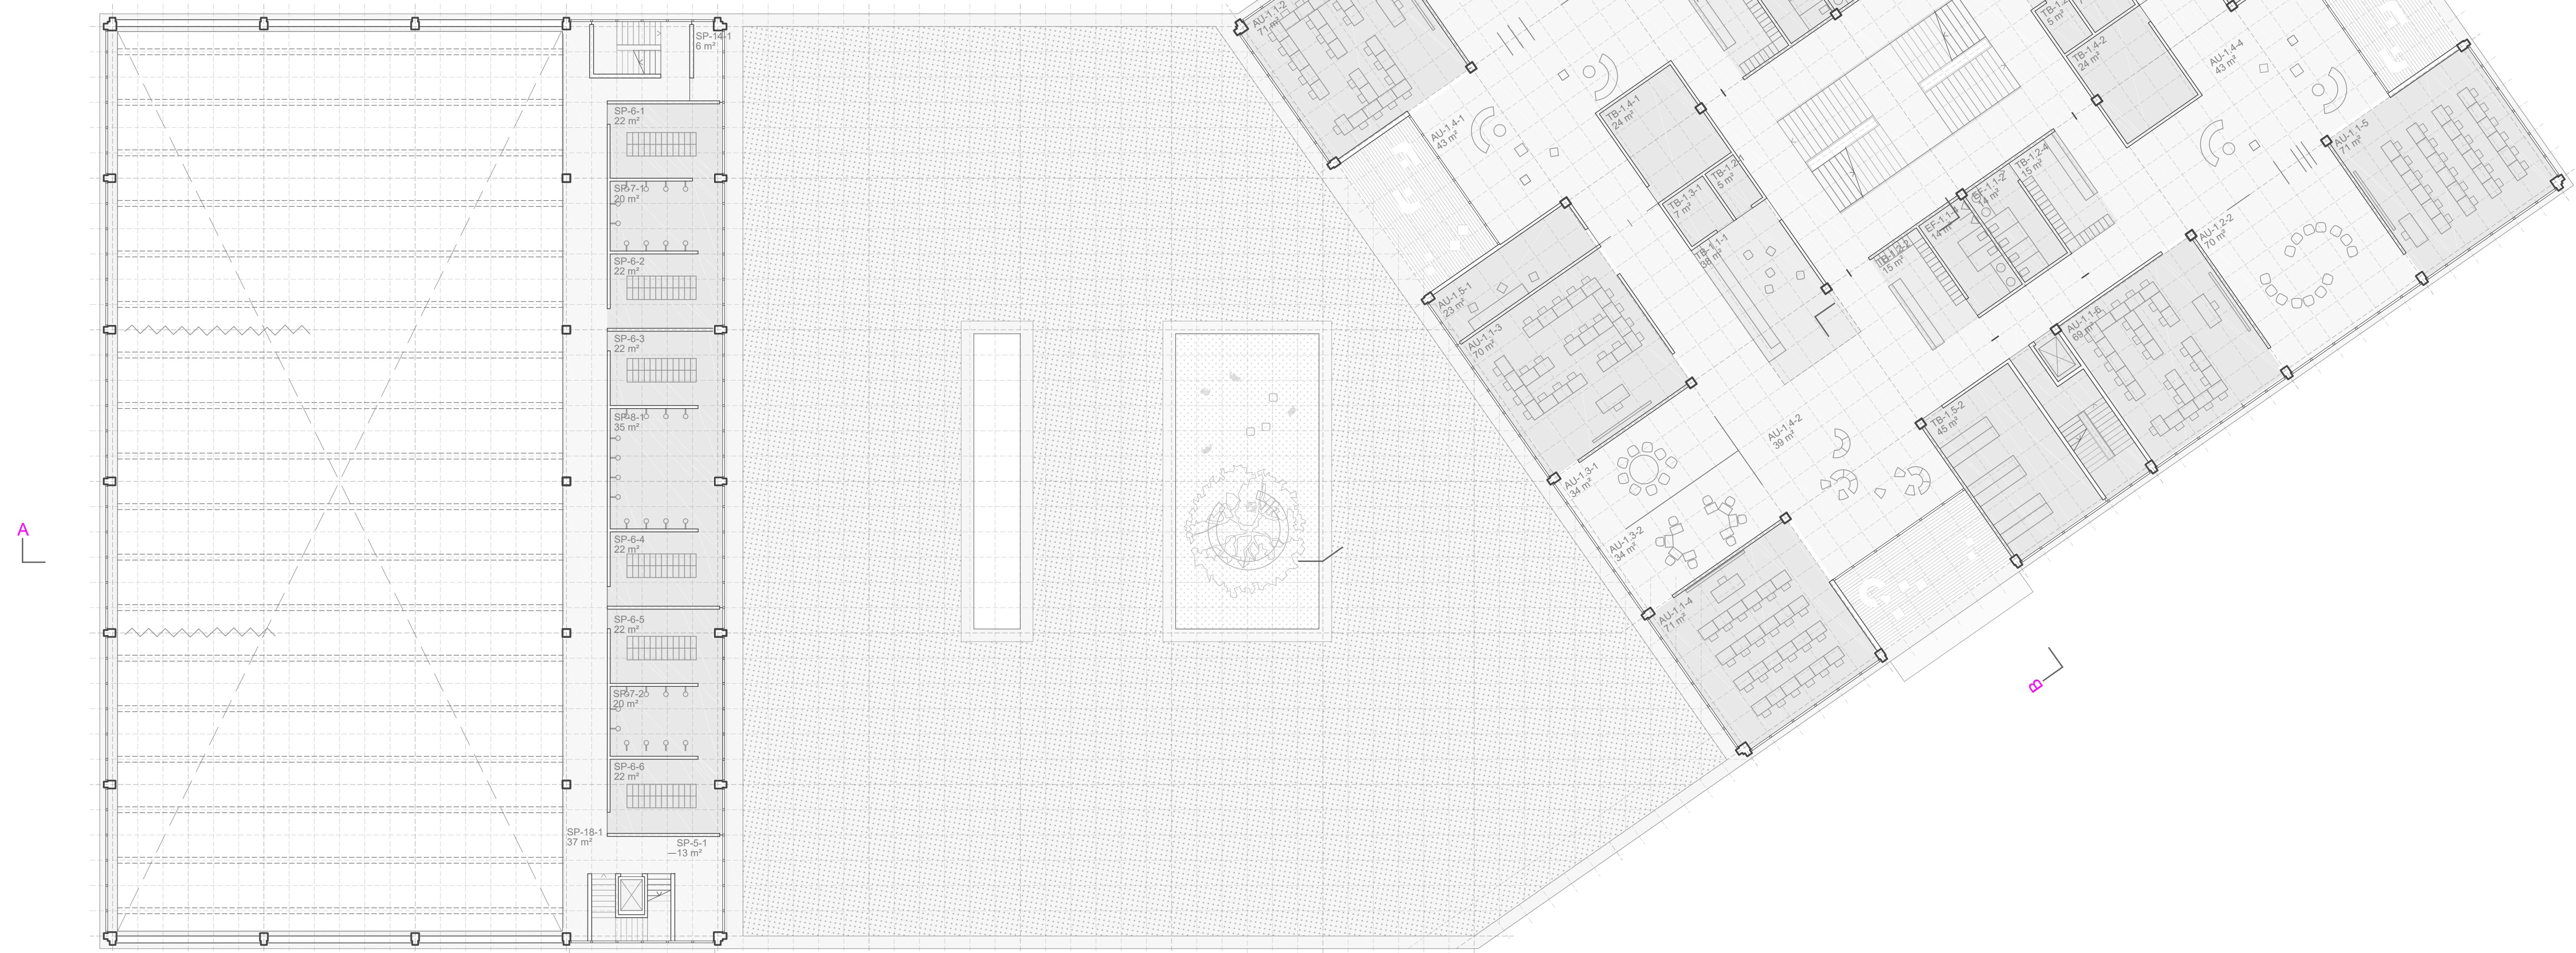 A
SP-14-1
6 m²
SP-6-1
22 m²
SP-7-1
20 m²
SP-6-2
22 m²
SP-6-3
22 m²
SP-8-1
35 m²
SP-6-4
22 m²
SP-6-5
22 m²
SP-7-2
20 m²
SP-6-6
22 m²
SP-18-1
37 m²
SP-5-1
13 m²
AU-1.1-2
71 m²
AU-1.4-1
43 m²
TB-1.4-1
24 m²
TB-1.2-1
5 m²
TB-1.3-1
7 m²
TB-1.1-1
38 m²
AU-1.5-1
23 m²
AU-1.1-3
70 m²
AU-1.3-1
34 m²
AU-1.3-2
34 m²
AU-1.1-4
71 m²
AU-1.4-2
39 m²
TB-1.5-2
45 m²
TB-1.2-2
15 m²
EF-1.1-1
14 m²
EF-1.1-2
14 m²
TB-1.2-4
15 m²
5 m²
TB-1.4-2
24 m²
AU-1.4-4
43 m²
AU-1.1-5
71 m²
AU-1.2-2
70 m²
AU-1.1-6
69 m²
B